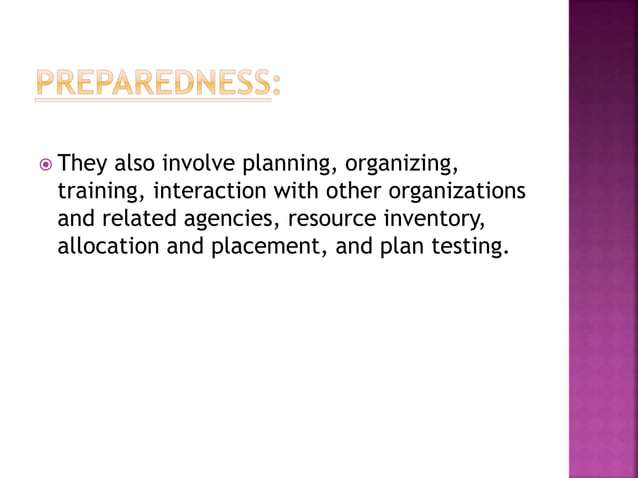 PREPAREDNESS:
They also involve planning, organizing,
training, interaction with other organizations
and related agencies, resource inventory,
allocation and placement, and plan testing.